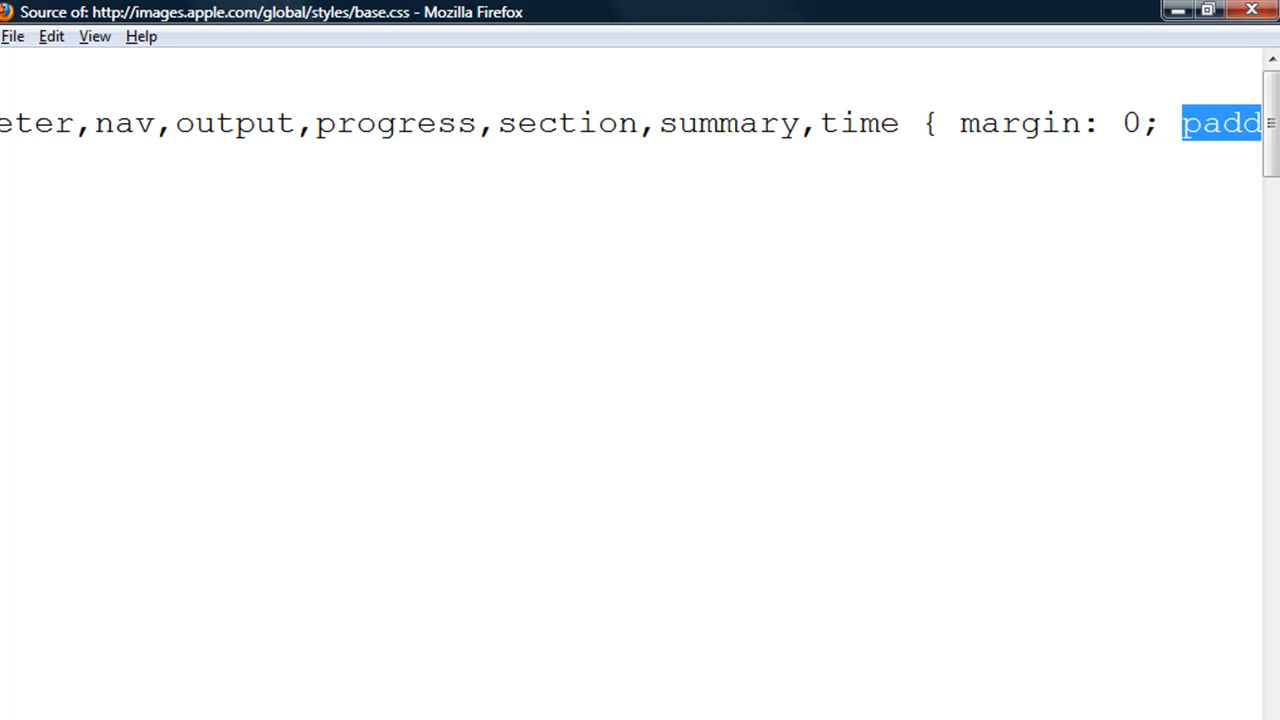 Source of: http://images.apple.com/global/styles/base.css - Mozilla Firefox
File Edit View Help
eter,nav,output,progress,section,summary,time { margin: 0; padd